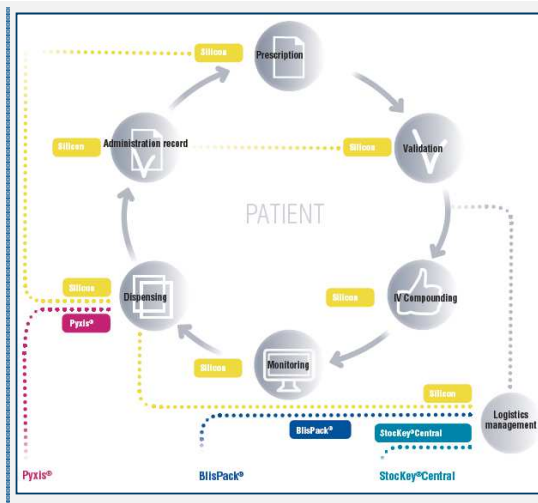 Silicon
Prescription
Silicon
Administration record
Silicon
Validation
PATIENT
Silicon
Dispensing
Pyxis®
Silicon
IV Compounding
Silicon
Monitoring
Silicon
BlisPack®
StocKey®Central
Logistics
management
Pyxis®
BlisPack®
StocKey®Central